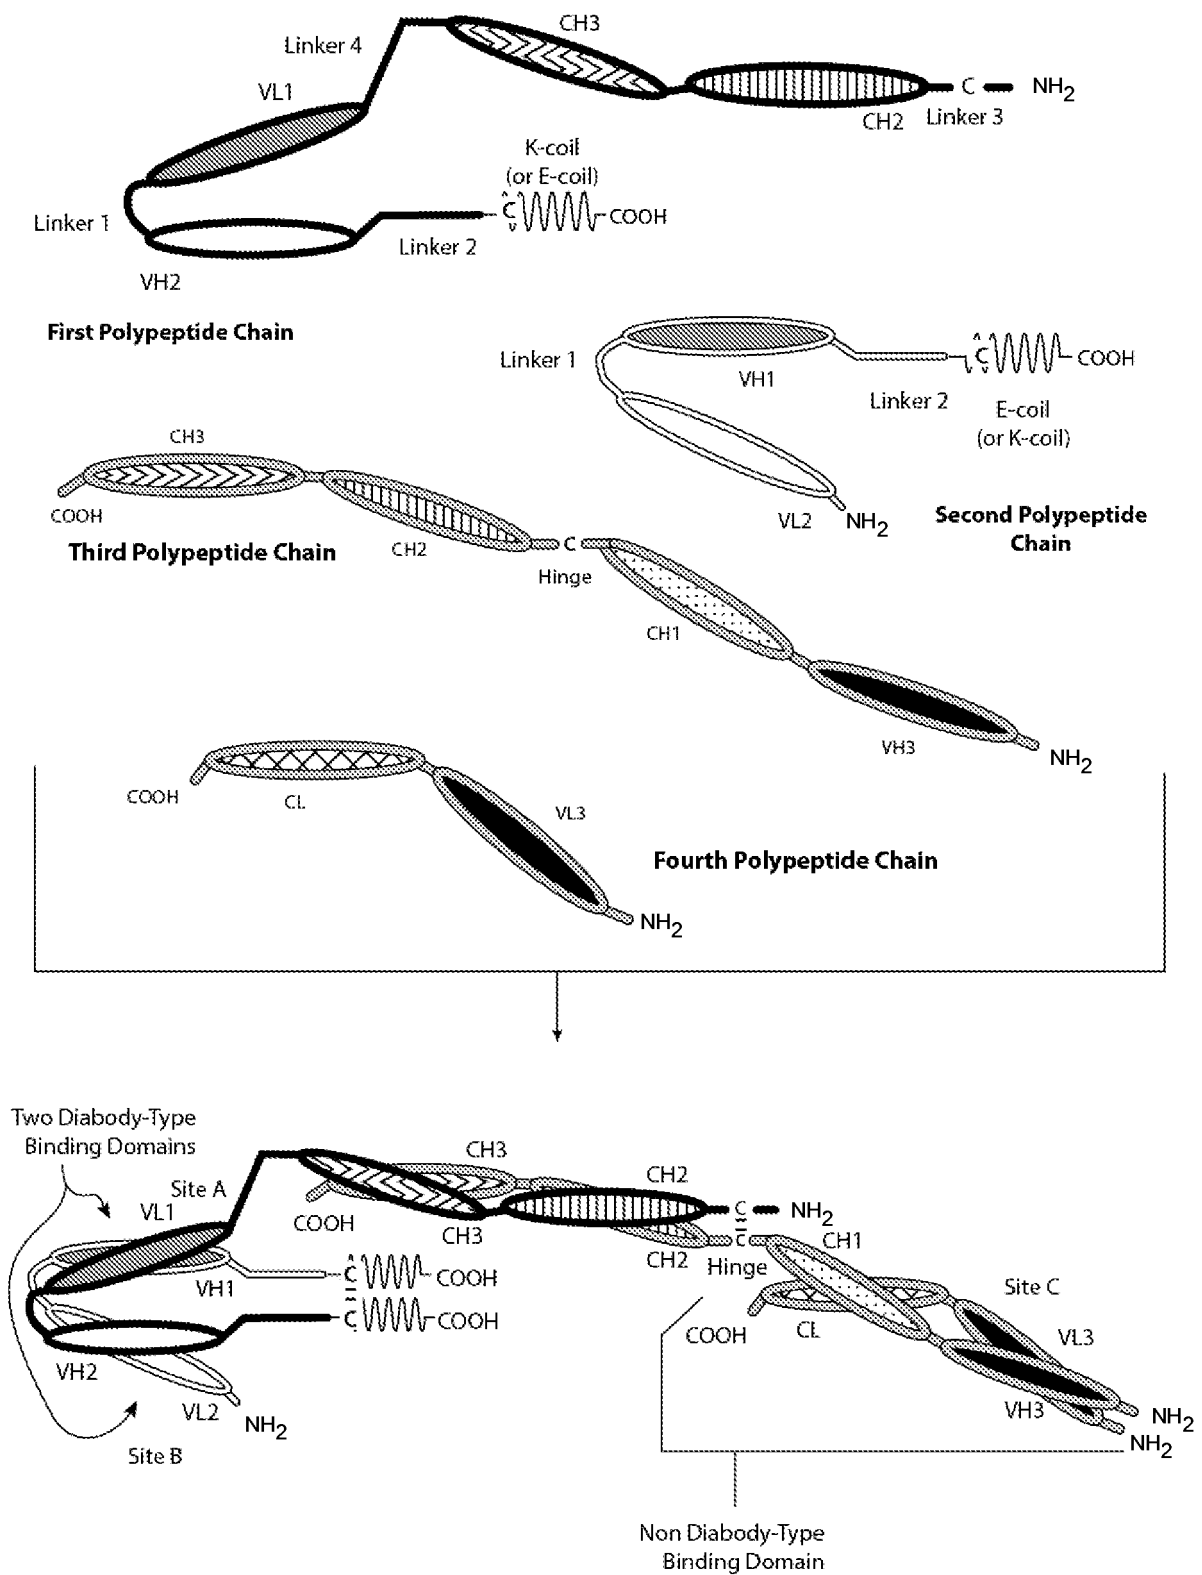 CH3
Linker 4
VL1
C
NH2
CH2
Linker 3
K-coil
(or E-coil)
C
COOH
Linker 1
Linker 2
VH2
First Polypeptide Chain
Linker 1
C
COOH
VH1
Linker 2
E-coil
(or K-coil)
CH3
COOH
VL2
NH2
Second Polypeptide
Chain
Third Polypeptide Chain
CH2
C
Hinge
CH1
VH3
NH2
COOH
CL
VL3
Fourth Polypeptide Chain
NH2
Two Diabody-Type
Binding Domains
CH3
CH2
Site A
VL1
C
NH2
COOH
CH3
CH2
C
Hinge
CH1
VH1
C
COOH
C
COOH
Site C
COOH
CL
VL3
VH2
VL2
NH2
VH3
NH2
NH2
Site B
Non Diabody-Type
Binding Domain